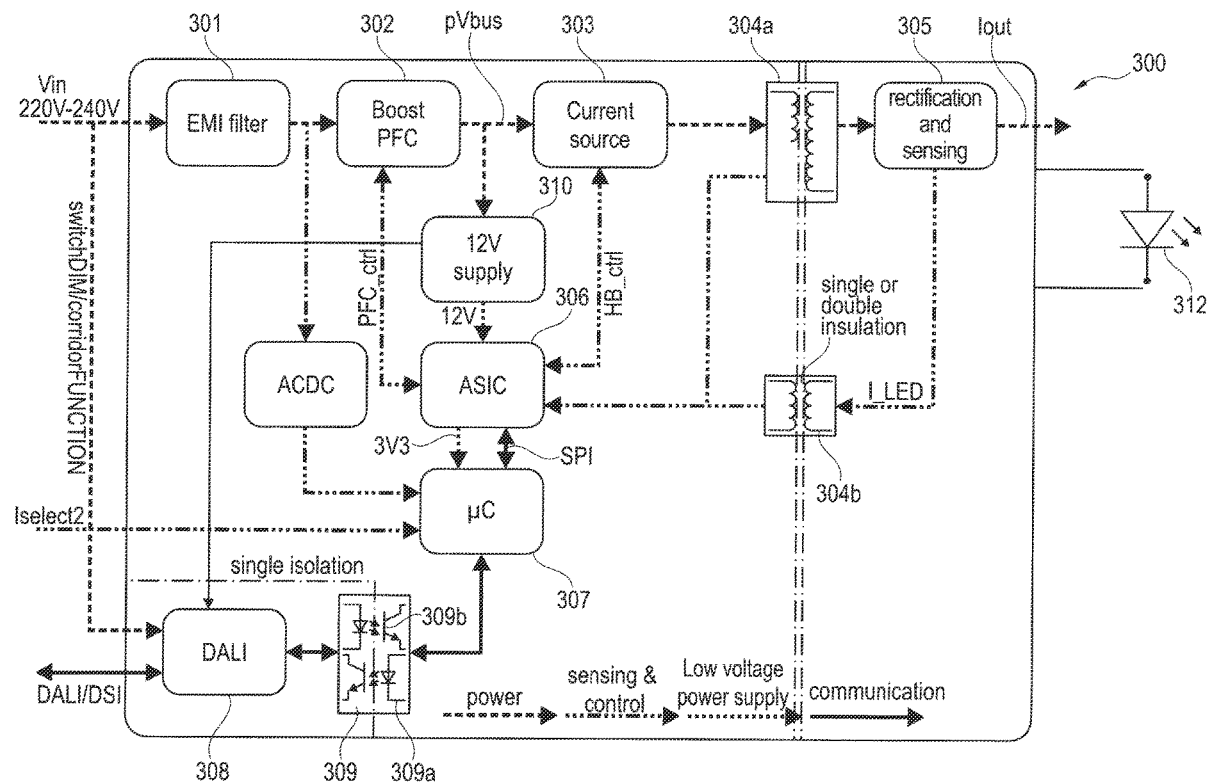 301
302
pVbus
303
304a
305
Iout
300
Vin
220V-240V
EMI filter
Boost
PFC
Current
source
rectification
and
sensing
310
12V
supply
switchDIM/corridorFUNCTION
PFC_ctrl
HB_ctrl
12V
306
single or
double
insulation
312
ACDC
ASIC
I_LED
3V3
SPI
304b
µC
Iselect2
307
single isolation
309b
DALI
DALI/DSI
power
sensing &
control
Low voltage
power supply
communication
308
309
309a